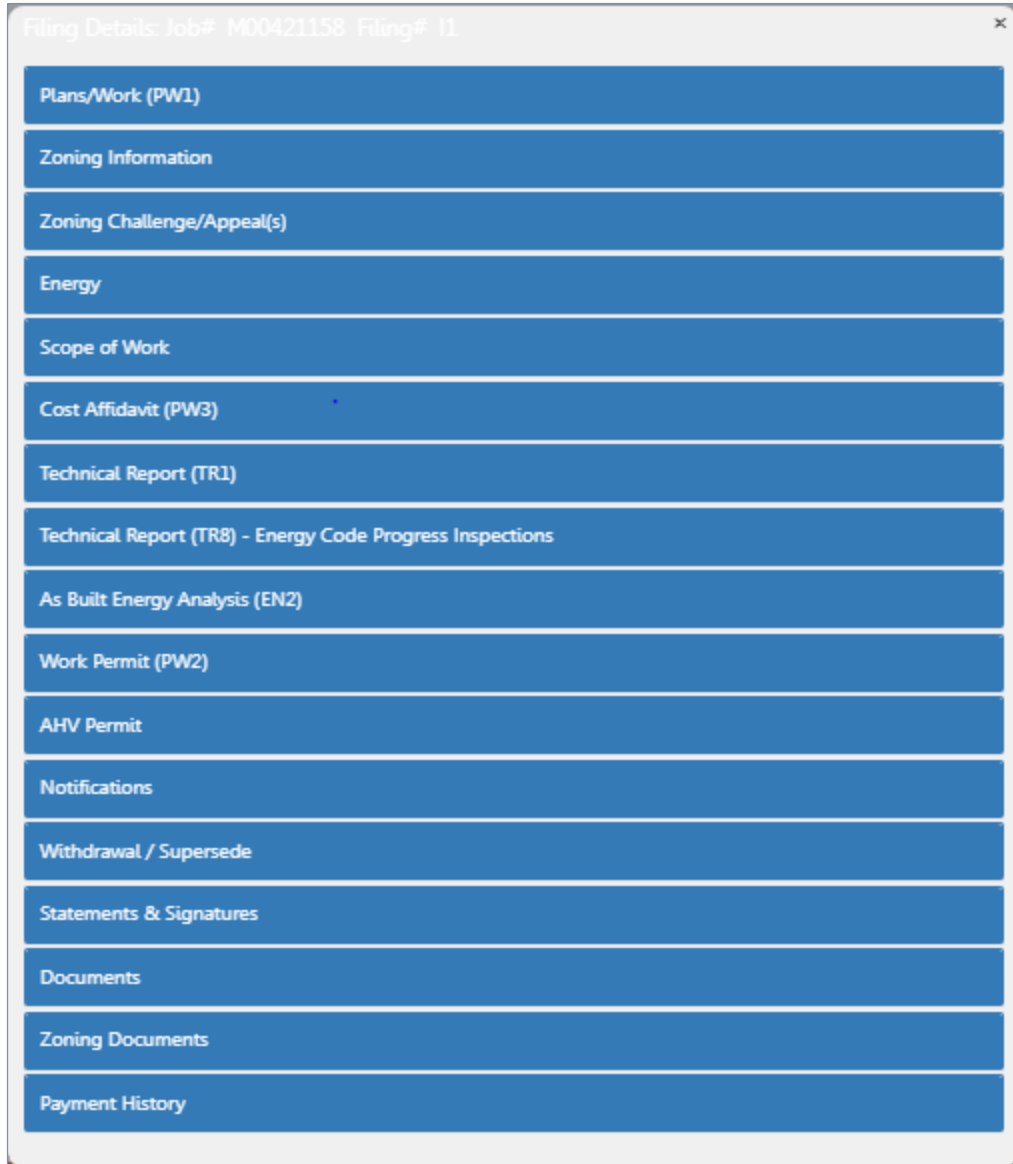 Filing Details: Job# M00421158 Filing# I1
×
Plans/Work (PW1)
Zoning Information
Zoning Challenge/Appeal(s)
Energy
Scope of Work
Cost Affidavit (PW3)
Technical Report (TR1)
Technical Report (TR8) - Energy Code Progress Inspections
As Built Energy Analysis (EN2)
Work Permit (PW2)
AHV Permit
Notifications
Withdrawal / Supersede
Statements & Signatures
Documents
Zoning Documents
Payment History